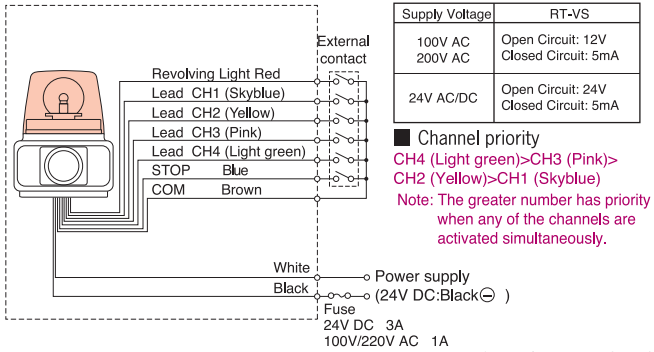 External
contact
Revolving Light Red
Lead CH1 (Skyblue)
Lead CH2 (Yellow)
Lead CH3 (Pink)
Lead CH4 (Light green)
STOP Blue
COM Brown
White
Black
Power supply
(24V DC:Black⊖ )
Fuse
24V DC 3A
100V/220V AC 1A
Supply Voltage RT-VS
100V AC
200V AC
Open Circuit: 12V
Closed Circuit: 5mA
24V AC/DC
Open Circuit: 24V
Closed Circuit: 5mA
■ Channel priority
CH4 (Light green)>CH3 (Pink)>
CH2 (Yellow)>CH1 (Skyblue)
Note: The greater number has priority
when any of the channels are
activated simultaneously.